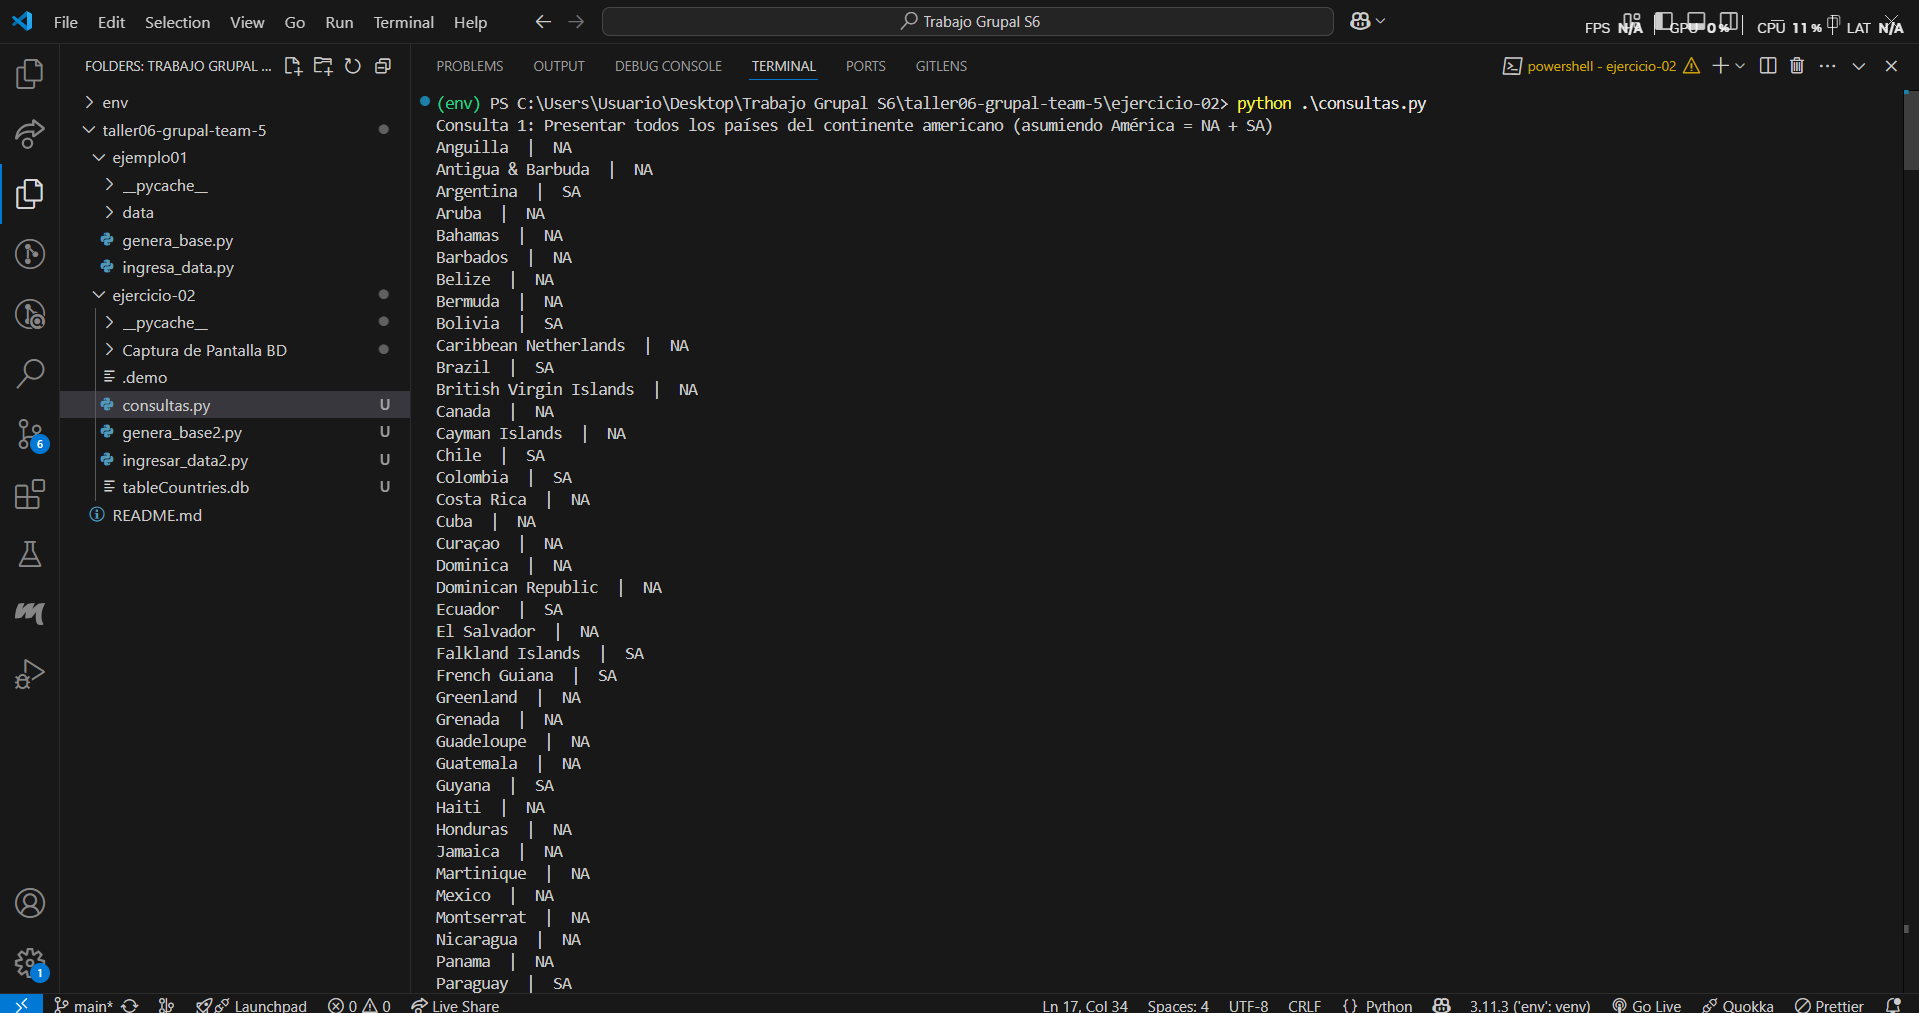 File Edit Selection View Go Run Terminal Help
Trabajo Grupal S6
FPS N/A GPU 0% CPU 11% LAT N/A
FOLDERS: TRABAJO GRUPAL ...
env
taller06-grupal-team-5
ejemplo01
__pycache__
data
genera_base.py
ingresa_data.py
ejercicio-02
__pycache__
Captura de Pantalla BD
.demo
consultas.py U
genera_base2.py U
ingresar_data2.py U
tableCountries.db U
README.md
6
1
PROBLEMS OUTPUT DEBUG CONSOLE TERMINAL PORTS GITLENS
powershell - ejercicio-02
(env) PS C:\Users\Usuario\Desktop\Trabajo Grupal S6\taller06-grupal-team-5\ejercicio-02> python .\consultas.py
Consulta 1: Presentar todos los países del continente americano (asumiendo América = NA + SA)
Anguilla | NA
Antigua & Barbuda | NA
Argentina | SA
Aruba | NA
Bahamas | NA
Barbados | NA
Belize | NA
Bermuda | NA
Bolivia | SA
Caribbean Netherlands | NA
Brazil | SA
British Virgin Islands | NA
Canada | NA
Cayman Islands | NA
Chile | SA
Colombia | SA
Costa Rica | NA
Cuba | NA
Curaçao | NA
Dominica | NA
Dominican Republic | NA
Ecuador | SA
El Salvador | NA
Falkland Islands | SA
French Guiana | SA
Greenland | NA
Grenada | NA
Guadeloupe | NA
Guatemala | NA
Guyana | SA
Haiti | NA
Honduras | NA
Jamaica | NA
Martinique | NA
Mexico | NA
Montserrat | NA
Nicaragua | NA
Panama | NA
Paraguay | SA
main* Launchpad 0 0 Live Share Ln 17, Col 34 Spaces: 4 UTF-8 CRLF {} Python 3.11.3 ('env': venv) Go Live Quokka Prettier